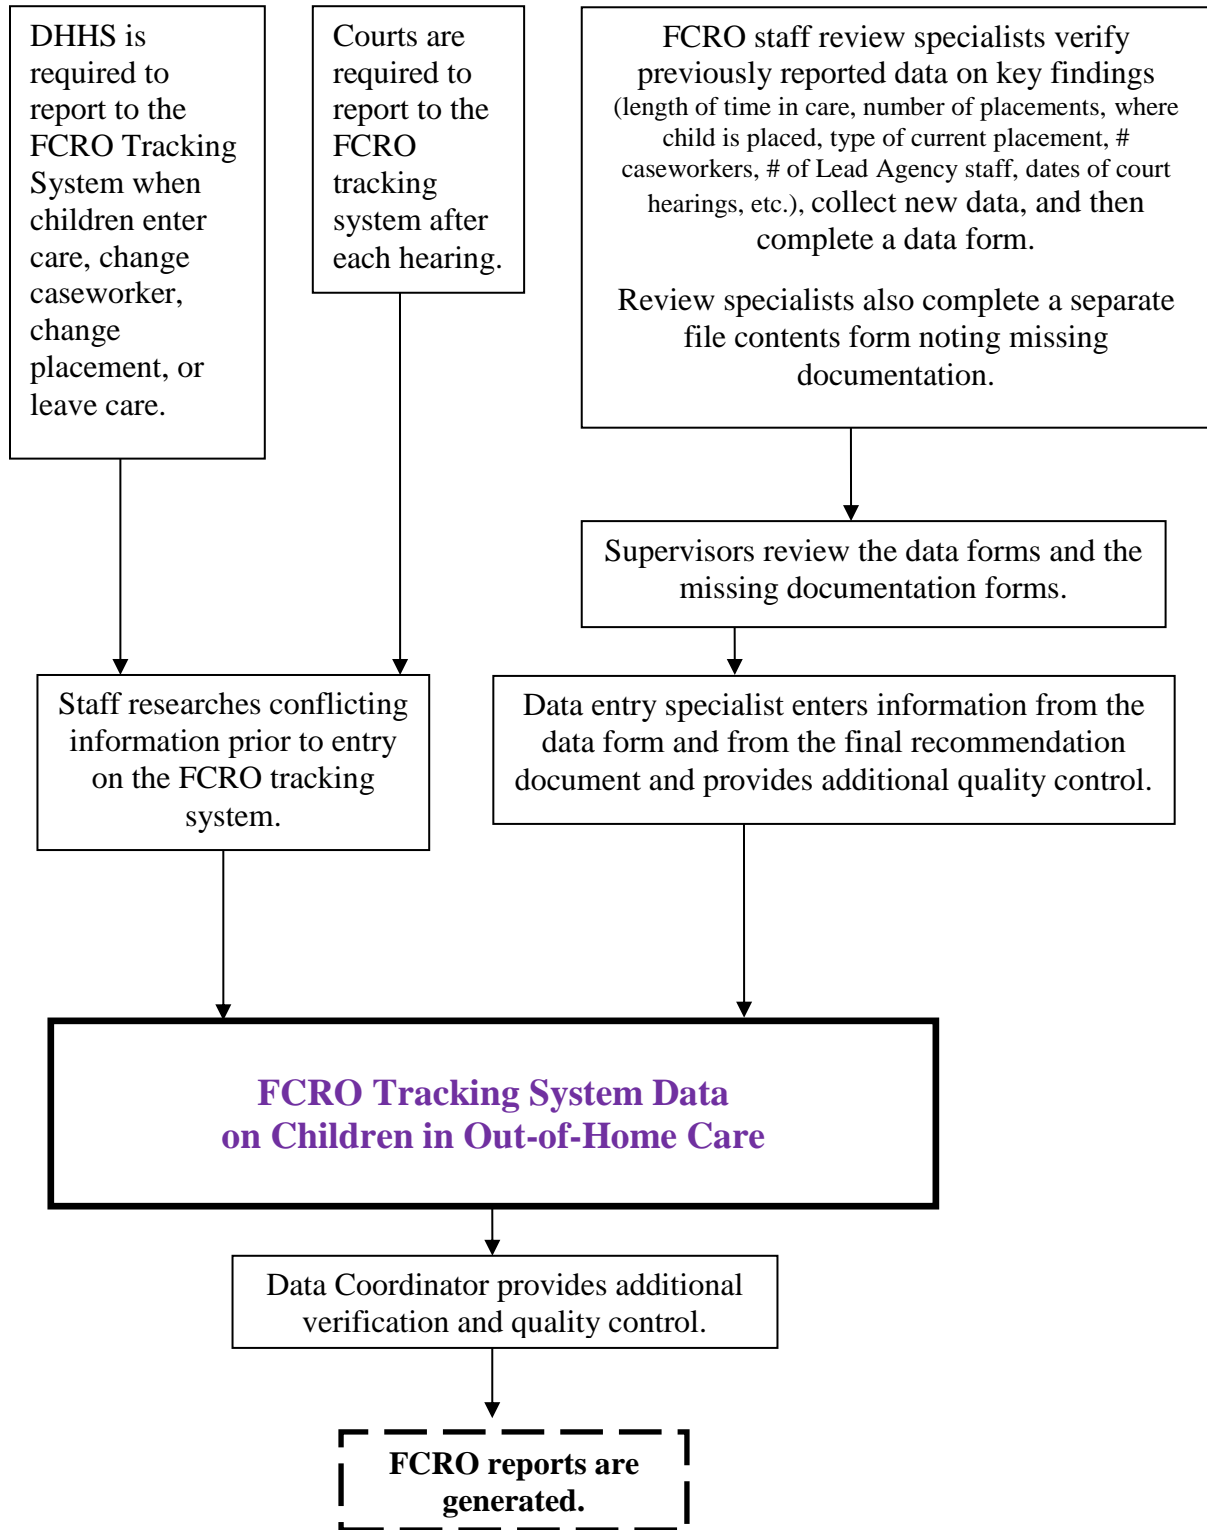 DHHS is
required to
report to the
FCRO Tracking
System when
children enter
care, change
caseworker,
change
placement, or
leave care.
Courts are
required to
report to the
FCRO
tracking
system after
each hearing.
FCRO staff review specialists verify
previously reported data on key findings
(length of time in care, number of placements, where
child is placed, type of current placement, #
caseworkers, # of Lead Agency staff, dates of court
hearings, etc.), collect new data, and then
complete a data form.
Review specialists also complete a separate
file contents form noting missing
documentation.
Supervisors review the data forms and the
missing documentation forms.
Staff researches conflicting
information prior to entry
on the FCRO tracking
system.
Data entry specialist enters information from the
data form and from the final recommendation
document and provides additional quality control.
FCRO Tracking System Data
on Children in Out-of-Home Care
Data Coordinator provides additional
verification and quality control.
FCRO reports are
generated.